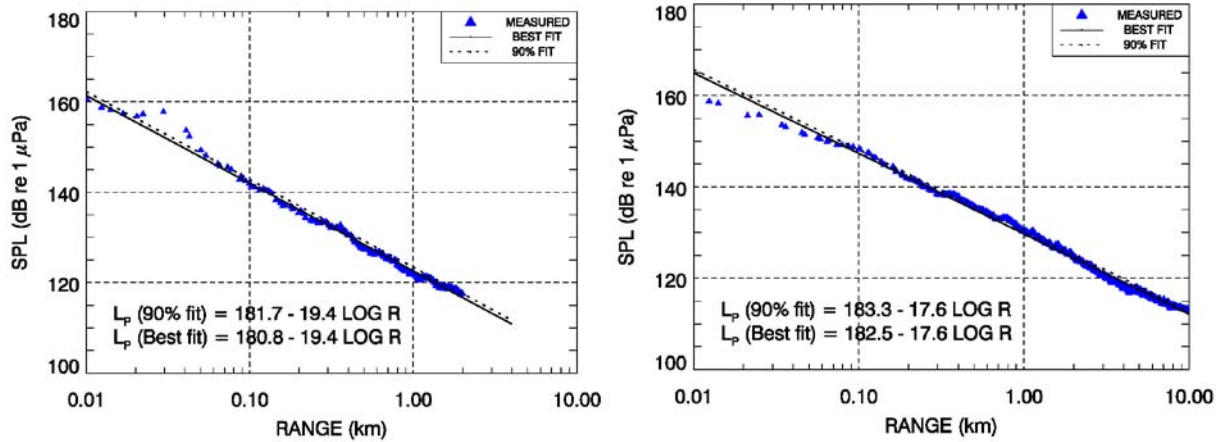 180
160
140
120
100
SPL (dB re 1 μPa)
MEASURED
BEST FIT
90% FIT
L_P (90% fit) = 181.7 - 19.4 LOG R
L_P (Best fit) = 180.8 - 19.4 LOG R
0.01 0.10 1.00 10.00
RANGE (km)
180
160
140
120
100
SPL (dB re 1 μPa)
MEASURED
BEST FIT
90% FIT
L_P (90% fit) = 183.3 - 17.6 LOG R
L_P (Best fit) = 182.5 - 17.6 LOG R
0.01 0.10 1.00 10.00
RANGE (km)